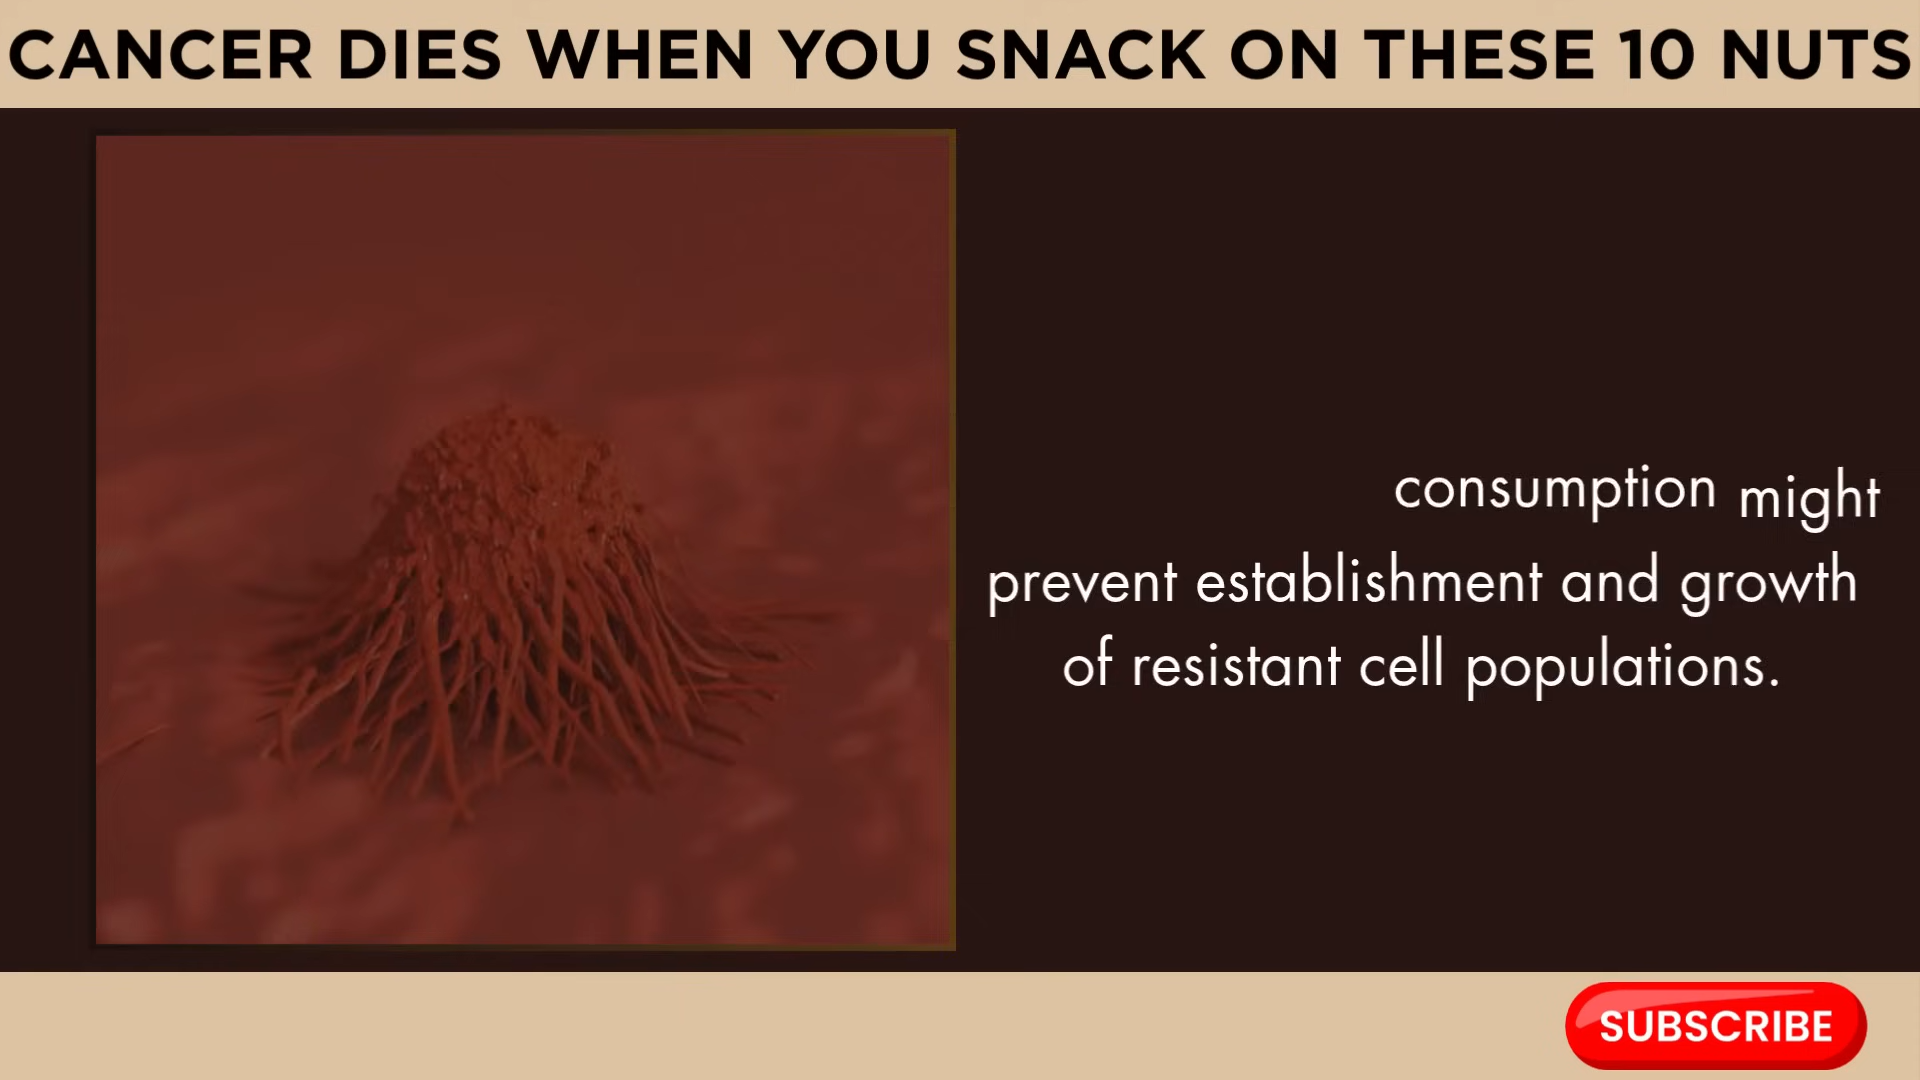 CANCER DIES WHEN YOU SNACK ON THESE 10 NUTS
consumption might
prevent establishment and growth
of resistant cell populations.
SUBSCRIBE